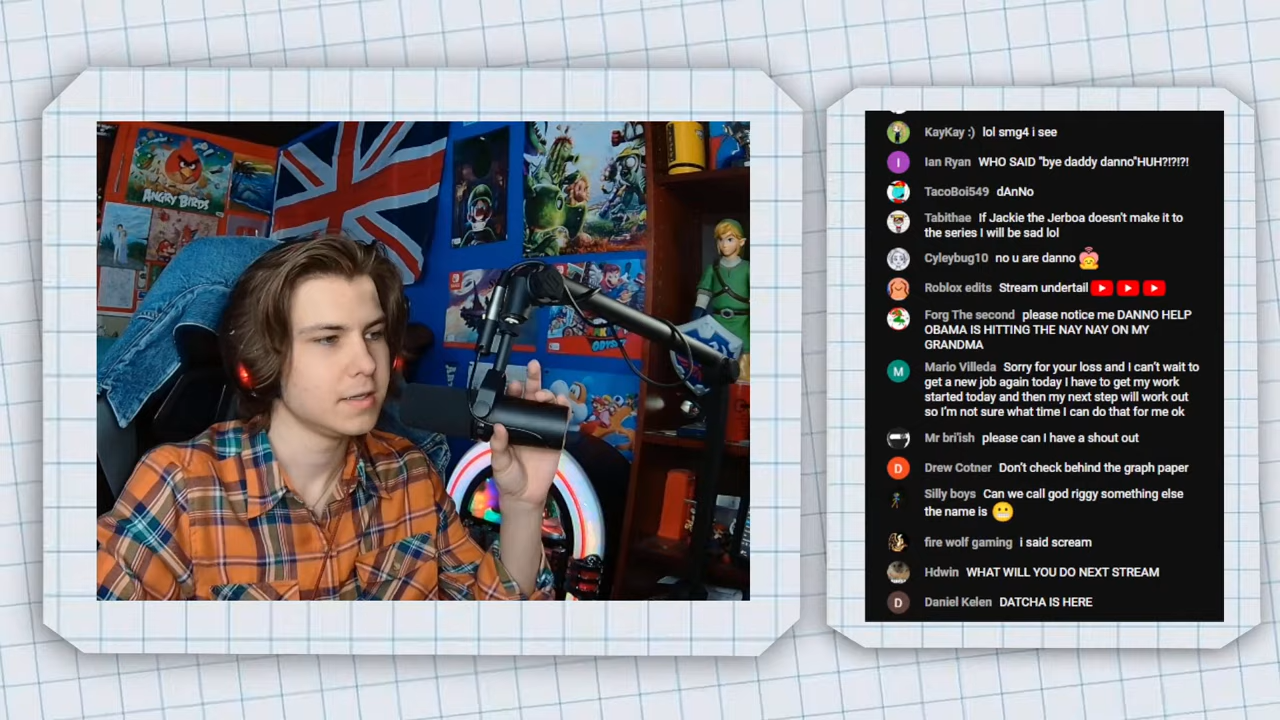 ANGRY BIRDS
ODYSSEY
KayKay :) lol smg4 i see
Ian Ryan WHO SAID "bye daddy danno"HUH?!?!?!
TacoBoi549 dAnNo
Tabithae If Jackie the Jerboa doesn't make it to
the series I will be sad lol
Cyleybug10 no u are danno
Roblox edits Stream undertail
Forg The second please notice me DANNO HELP
OBAMA IS HITTING THE NAY NAY ON MY
GRANDMA
M
Mario Villeda Sorry for your loss and I can't wait to
get a new job again today I have to get my work
started today and then my next step will work out
so I'm not sure what time I can do that for me ok
Mr bri'ish please can I have a shout out
D Drew Cotner Don't check behind the graph paper
Silly boys Can we call god riggy something else
the name is
fire wolf gaming i said scream
Hdwin WHAT WILL YOU DO NEXT STREAM
D Daniel Kelen DATCHA IS HERE